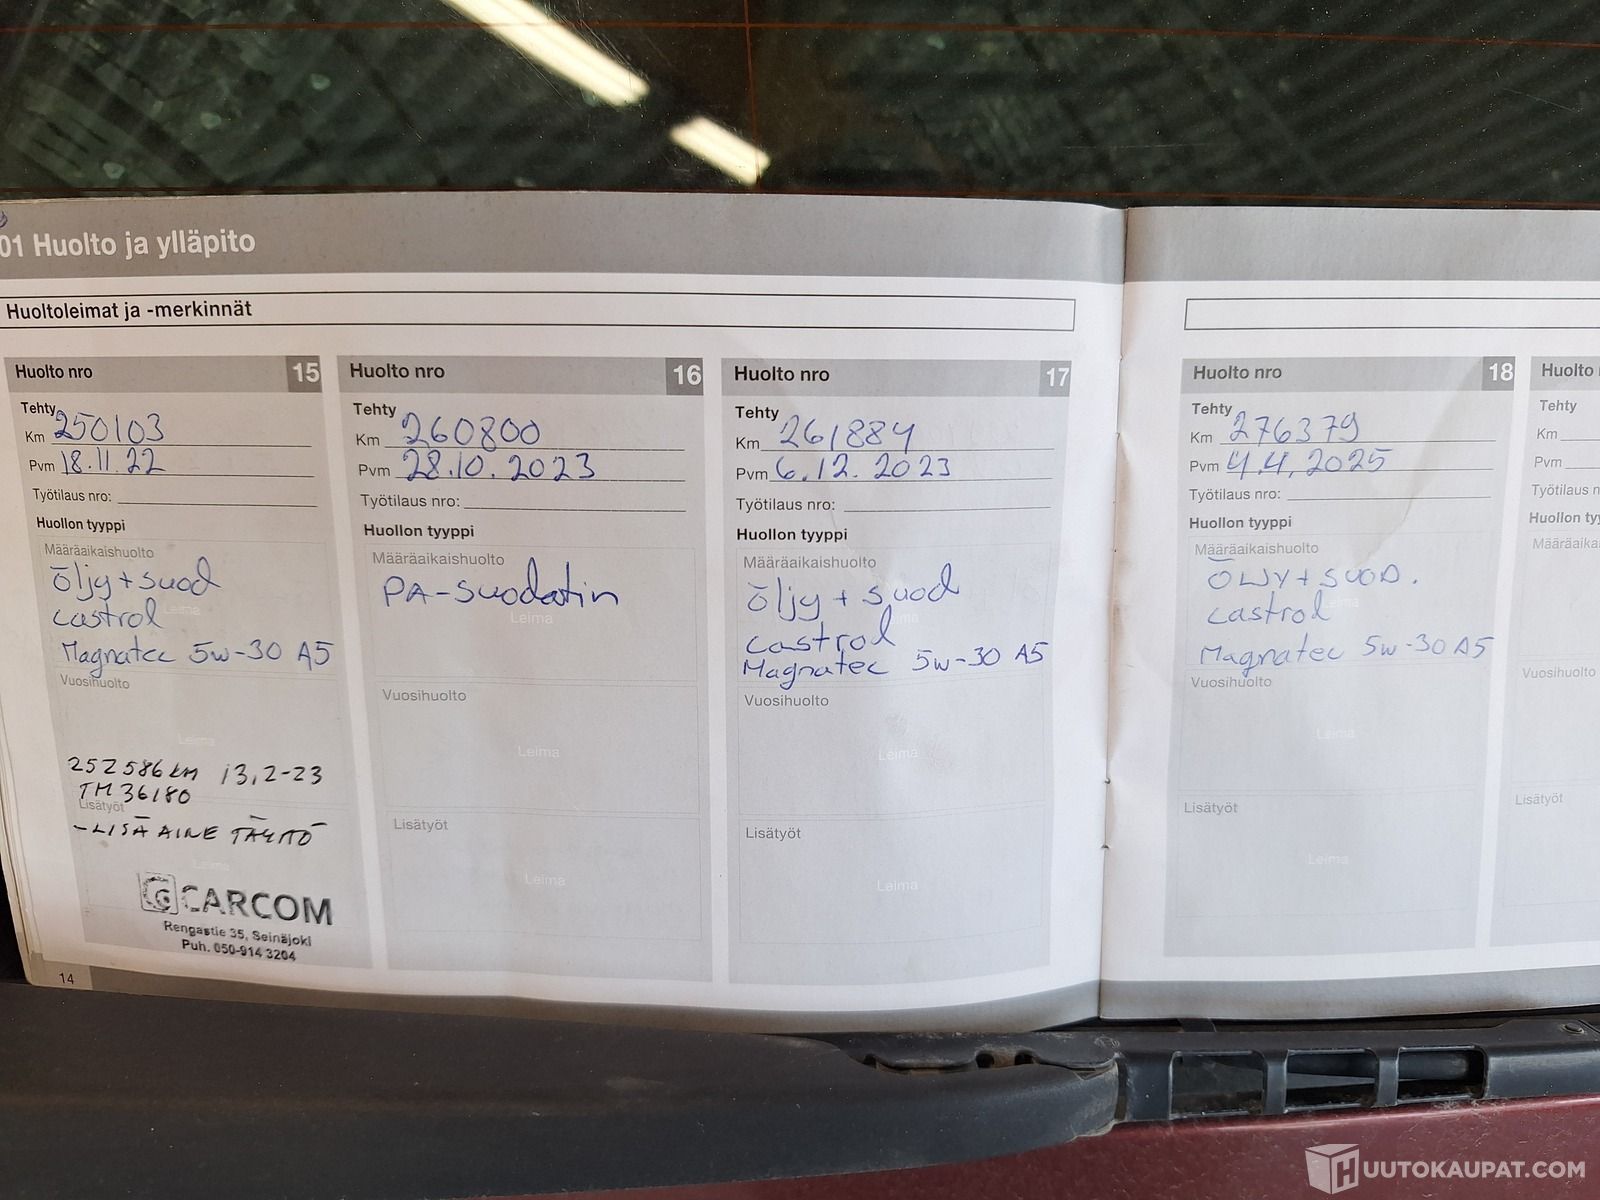 01 Huolto ja ylläpito
Huoltoleimat ja -merkinnät
Huolto nro 15
Tehty
Km 250103
Pvm 18.11.22
Työtilaus nro:
Huollon tyyppi
Määräaikaishuolto
öljy + suod
Leima
castrol
Magnatec 5w-30 A5
Vuosihuolto
Leima
252586 km 13,2-23
TM 36180
Lisätyöt
- LISÄAINE TÄYTTÖ
Leima
CARCOM
Rengastie 35, Seinäjoki
Puh. 050-914 3204
14
Huolto nro 16
Tehty
Km 260800
Pvm 28.10.2023
Työtilaus nro:
Huollon tyyppi
Määräaikaishuolto
PA-suodatin
Leima
Vuosihuolto
Leima
Lisätyöt
Leima
Huolto nro 17
Tehty
Km 261884
Pvm 6.12.2023
Työtilaus nro:
Huollon tyyppi
Määräaikaishuolto
öljy + suod
Leima
castrol
Magnatec 5w-30 A5
Vuosihuolto
Leima
Lisätyöt
Leima
Huolto nro 18
Tehty
Km 276379
Pvm 4.4.2025
Työtilaus nro:
Huollon tyyppi
Määräaikaishuolto
ÖLJY + SUOD.
Leima
castrol
Magnatec 5w-30 A5
Vuosihuolto
Leima
Lisätyöt
Leima
Huolto
Tehty
Km
Pvm
Työtilaus n
Huollon ty
Määräaika
Vuosihuolto
Lisätyöt
HUUTOKAUPAT.COM